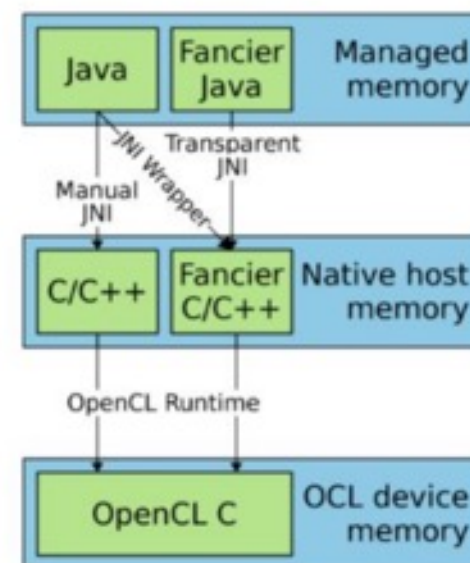 Java
Fancier
Java
Managed
memory
Transparent
JNI
JNI Wrapper
Manual
JNI
C/C++
Fancier
C/C++
Native host
memory
OpenCL Runtime
OpenCL C
OCL device
memory